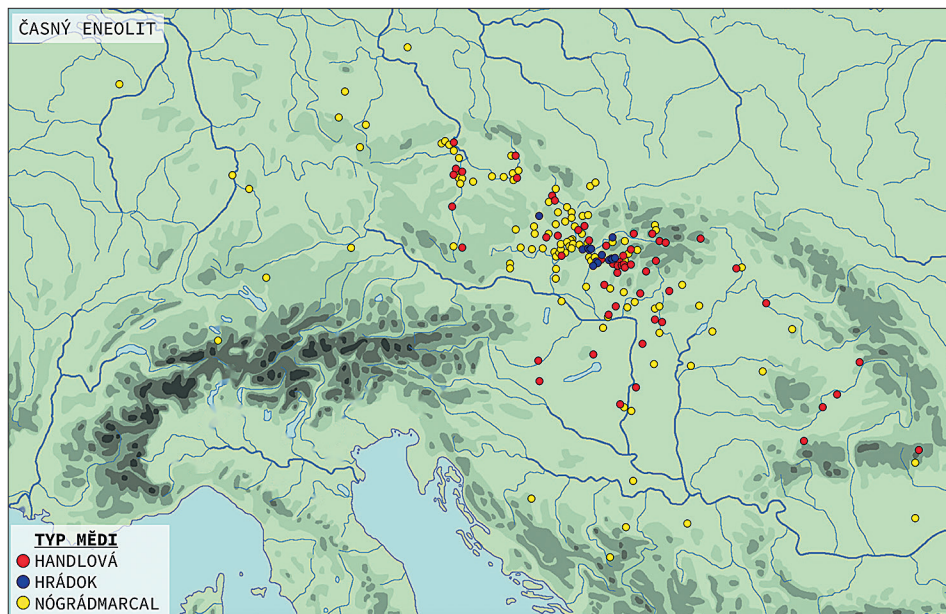 ČASNÝ ENEOLIT
TYP MĚDI
HANDLOVÁ
HRÁDOK
NÓGRÁDMARCAL